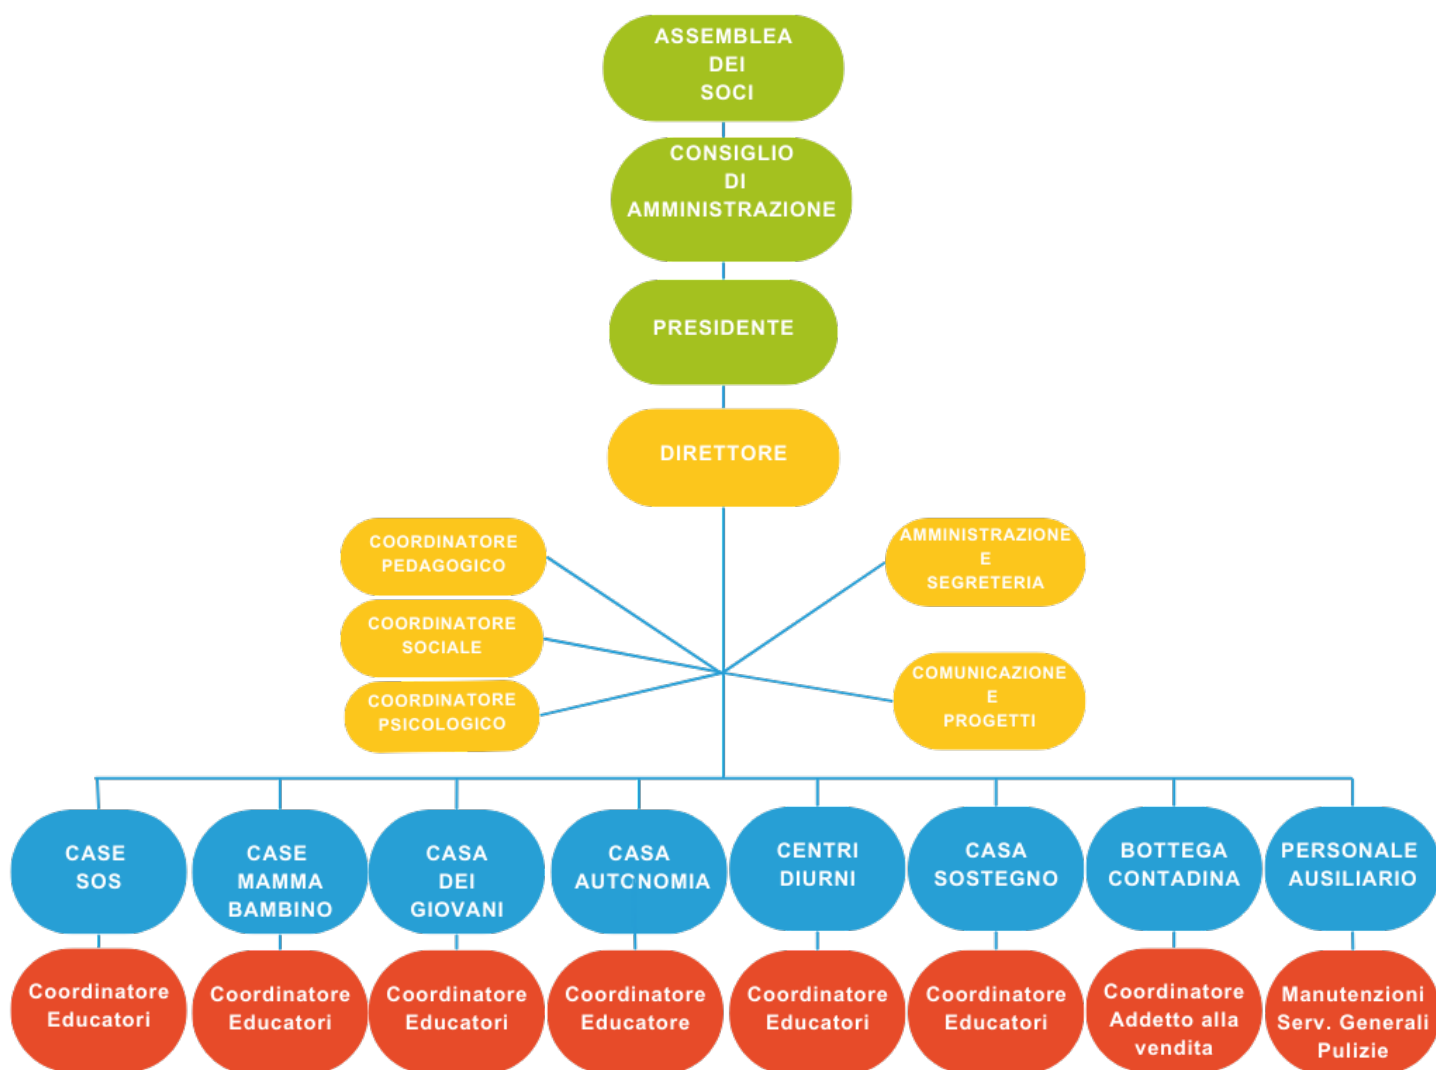 ASSEMBLEA
DEI
SOCI
CONSIGLIO
DI
AMMINISTRAZIONE
PRESIDENTE
DIRETTORE
COORDINATORE
PEDAGOGICO
COORDINATORE
SOCIALE
COORDINATORE
PSICOLOGICO
AMMINISTRAZIONE
E
SEGRETERIA
COMUNICAZIONE
E
PROGETTI
CASE
SOS
CASE
MAMMA
BAMBINO
CASA
DEI
GIOVANI
CASA
AUTONOMIA
CENTRI
DIURNI
CASA
SOSTEGNO
BOTTEGA
CONTADINA
PERSONALE
AUSILIARIO
Coordinatore
Educatori
Coordinatore
Educatori
Coordinatore
Educatori
Coordinatore
Educatore
Coordinatore
Educatori
Coordinatore
Educatori
Coordinatore
Addetto alla
vendita
Manutenzioni
Serv. Generali
Pulizie